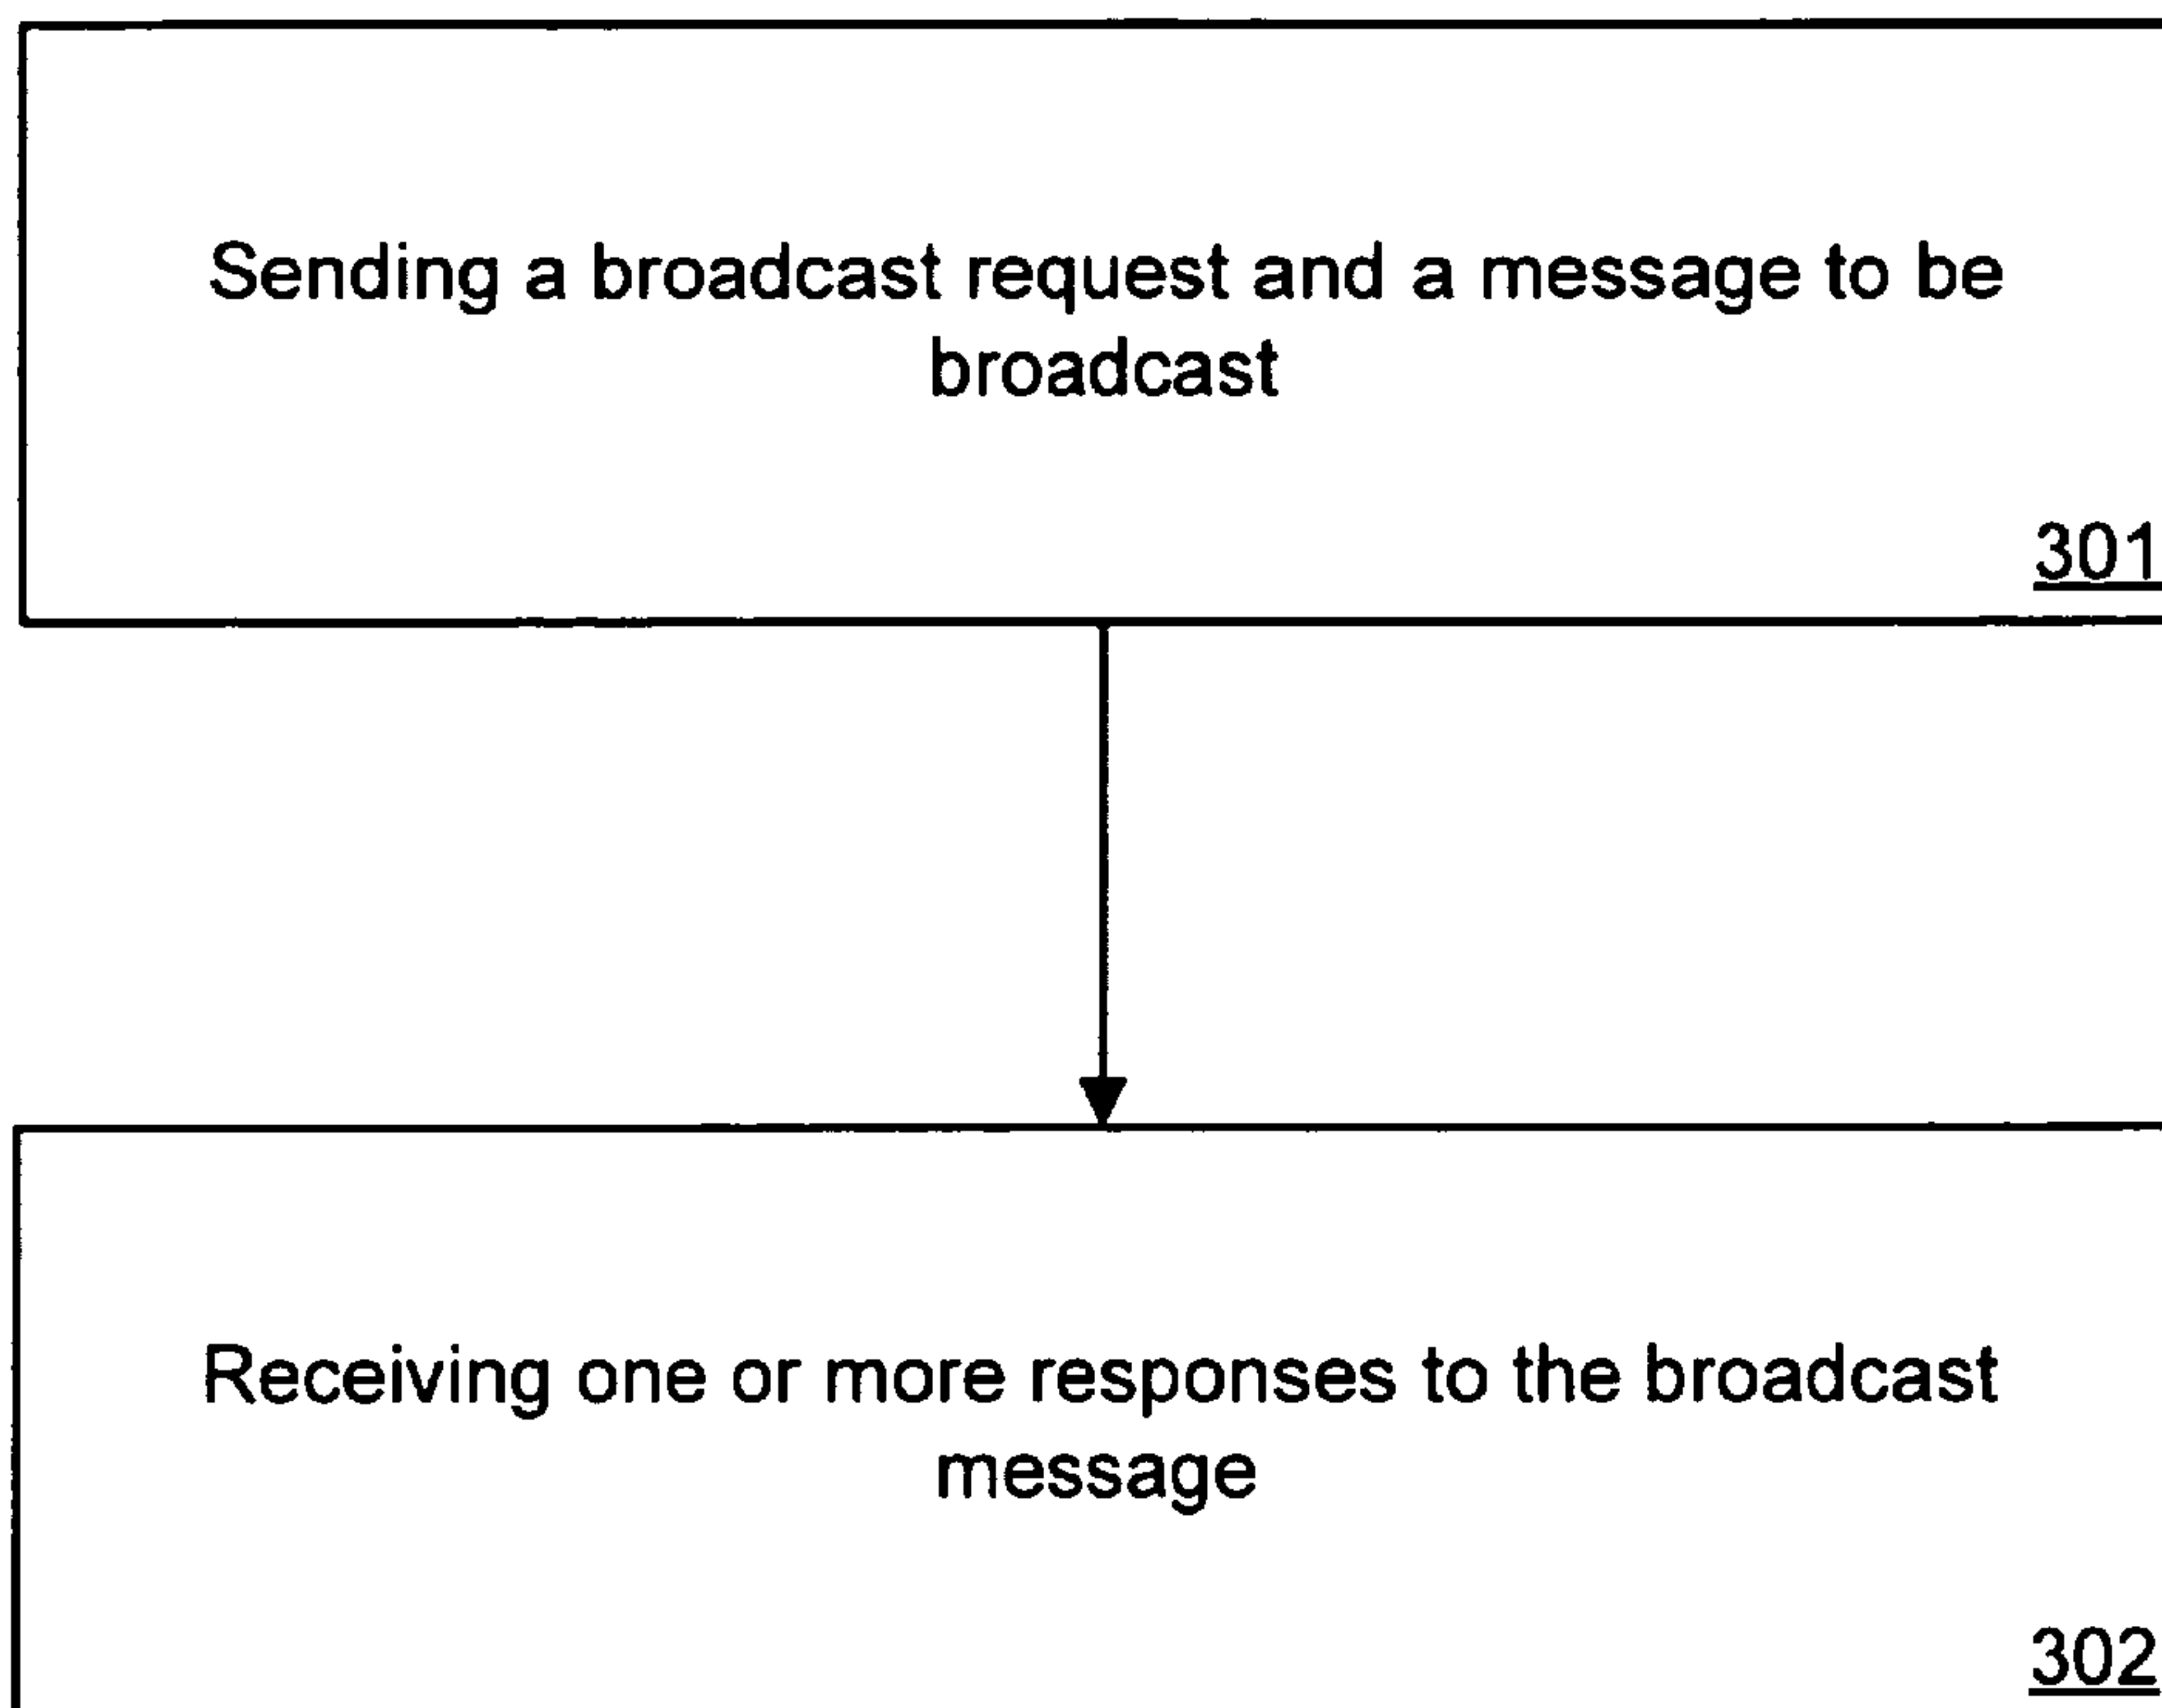 Sending a broadcast request and a message to be
broadcast
301
Receiving one or more responses to the broadcast
message
302